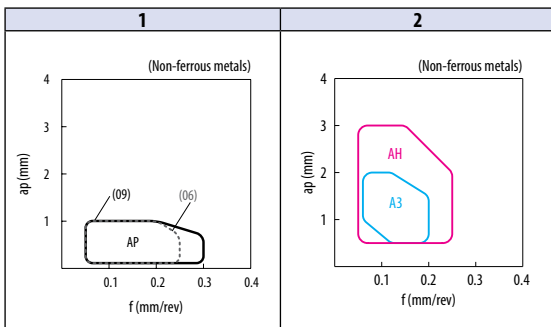 1
2
(Non-ferrous metals)
4
3
2
1
ap (mm)
(09)
(06)
AP
0.1 0.2 0.3 0.4
f (mm/rev)
(Non-ferrous metals)
4
3
2
1
ap (mm)
AH
A3
0.1 0.2 0.3 0.4
f (mm/rev)